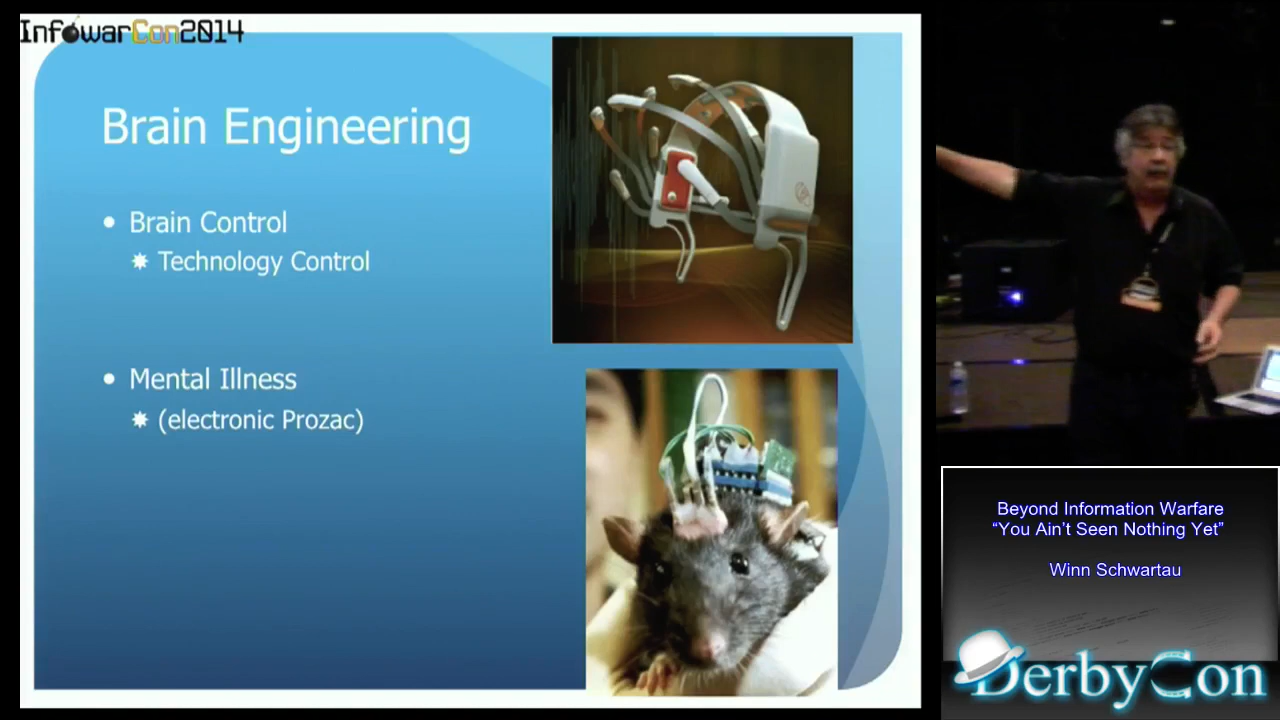 InfowarCon2014
Brain Engineering
• Brain Control
✷ Technology Control
• Mental Illness
✷ (electronic Prozac)
Beyond Information Warfare
“You Ain’t Seen Nothing Yet”
Winn Schwartau
DerbyCon